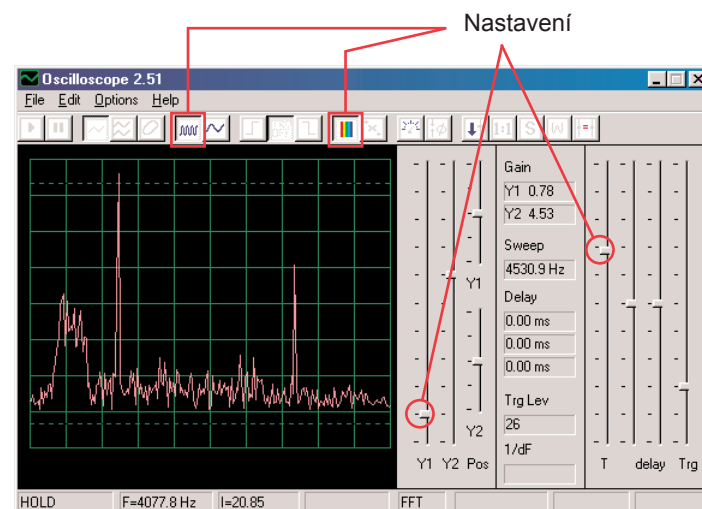 Nastavení
Oscilloscope 2.51
File Edit Options Help
1:1 S W
Gain
Y1 0.78
Y2 4.53
Sweep
4530.9 Hz
Y1
Delay
0.00 ms
0.00 ms
0.00 ms
Trg Lev
26
Y2
1/dF
Y1 Y2 Pos
T delay Trg
HOLD F=4077.8 Hz I=20.85 FFT